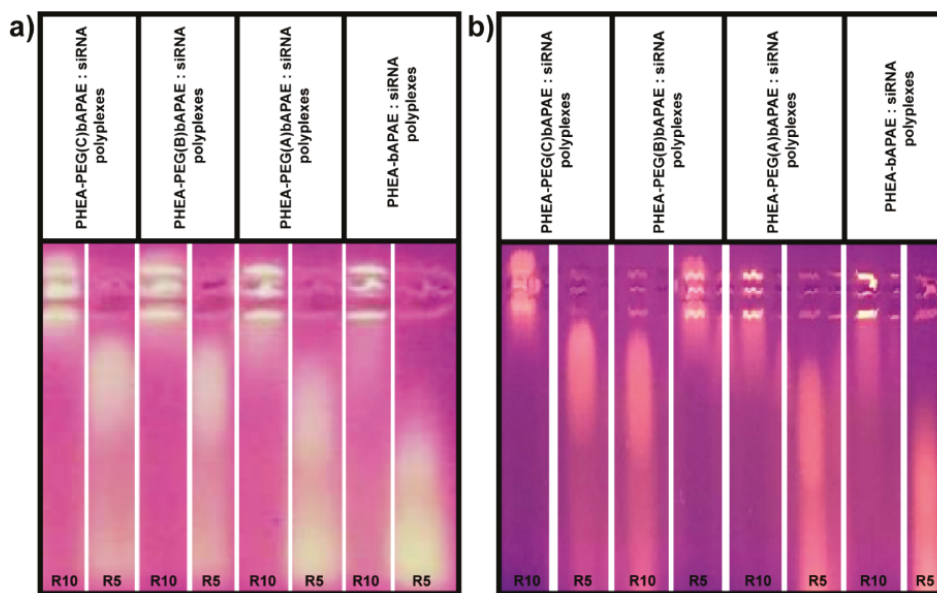 a)
PHEA-PEG(C)bAPAE : siRNA
polyplexes
PHEA-PEG(B)bAPAE : siRNA
polyplexes
PHEA-PEG(A)bAPAE : siRNA
polyplexes
PHEA-bAPAE : siRNA
polyplexes
R10 R5 R10 R5 R10 R5 R10 R5
b)
PHEA-PEG(C)bAPAE : siRNA
polyplexes
PHEA-PEG(B)bAPAE : siRNA
polyplexes
PHEA-PEG(A)bAPAE : siRNA
polyplexes
PHEA-bAPAE : siRNA
polyplexes
R10 R5 R10 R5 R10 R5 R10 R5